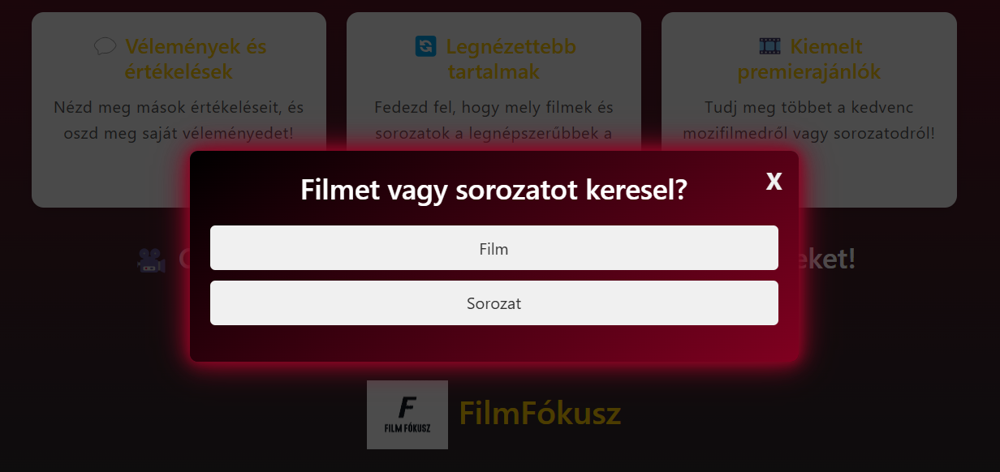 Vélemények és
értékelések
Nézd meg mások értékeléseit, és
oszd meg saját véleményedet!
Legnézettebb
tartalmak
Fedezd fel, hogy mely filmek és
sorozatok a legnépszerűbbek a
Kiemelt
premierajánlók
Tudj meg többet a kedvenc
mozifilmedről vagy sorozatodról!
Filmet vagy sorozatot keresel?
X
Film
Sorozat
eket!
F
FILM FÓKUSZ
FilmFókusz